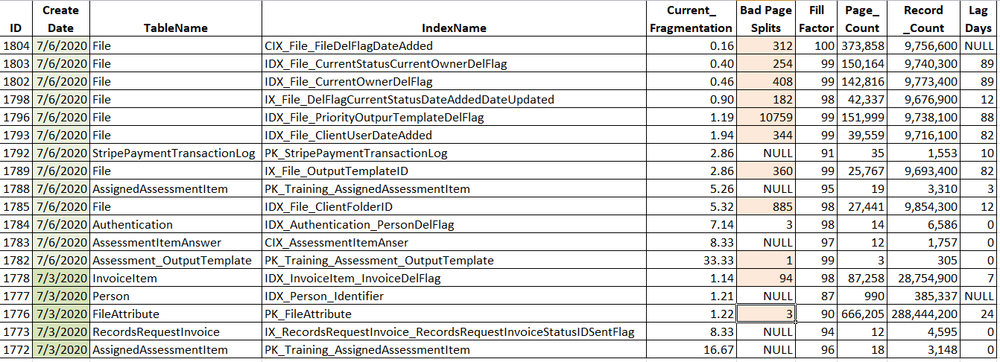 Create Current_ Bad Page Fill Page_ Record Lag
ID Date TableName IndexName Fragmentation Splits Factor Count _Count Days
1804 7/6/2020 File CIX_File_FileDelFlagDateAdded 0.16 312 100 373,858 9,756,600 NULL
1803 7/6/2020 File IDX_File_CurrentStatusCurrentOwnerDelFlag 0.40 254 99 150,164 9,740,300 89
1802 7/6/2020 File IDX_File_CurrentOwnerDelFlag 0.46 408 99 142,816 9,773,400 89
1798 7/6/2020 File IX_File_DelFlagCurrentStatusDateAddedDateUpdated 0.90 182 98 42,337 9,676,900 12
1796 7/6/2020 File IDX_File_PriorityOutpurTemplateDelFlag 1.19 10759 99 151,999 9,738,100 88
1793 7/6/2020 File IDX_File_ClientUserDateAdded 1.94 344 99 39,559 9,716,100 82
1792 7/6/2020 StripePaymentTransactionLog PK_StripePaymentTransactionLog 2.86 NULL 91 35 1,553 10
1789 7/6/2020 File IX_File_OutputTemplateID 2.86 360 99 25,767 9,693,400 82
1788 7/6/2020 AssignedAssessmentItem PK_Training_AssignedAssessmentItem 5.26 NULL 95 19 3,310 3
1785 7/6/2020 File IDX_File_ClientFolderID 5.32 885 98 27,441 9,854,300 12
1784 7/6/2020 Authentication IDX_Authentication_PersonDelFlag 7.14 3 98 14 6,586 0
1783 7/6/2020 AssessmentItemAnswer CIX_AssessmentItemAnser 8.33 NULL 97 12 1,757 0
1782 7/6/2020 Assessment_OutputTemplate PK_Training_Assessment_OutputTemplate 33.33 1 99 3 305 0
1778 7/3/2020 InvoiceItem IDX_InvoiceItem_InvoiceDelFlag 1.14 94 98 87,258 28,754,900 7
1777 7/3/2020 Person IDX_Person_Identifier 1.21 NULL 87 990 385,337 NULL
1776 7/3/2020 FileAttribute PK_FileAttribute 1.22 3 90 666,205 288,444,200 24
1773 7/3/2020 RecordsRequestInvoice IX_RecordsRequestInvoice_RecordsRequestInvoiceStatusIDSentFlag 8.33 NULL 94 12 4,595 0
1772 7/3/2020 AssignedAssessmentItem PK_Training_AssignedAssessmentItem 16.67 NULL 96 18 3,148 0